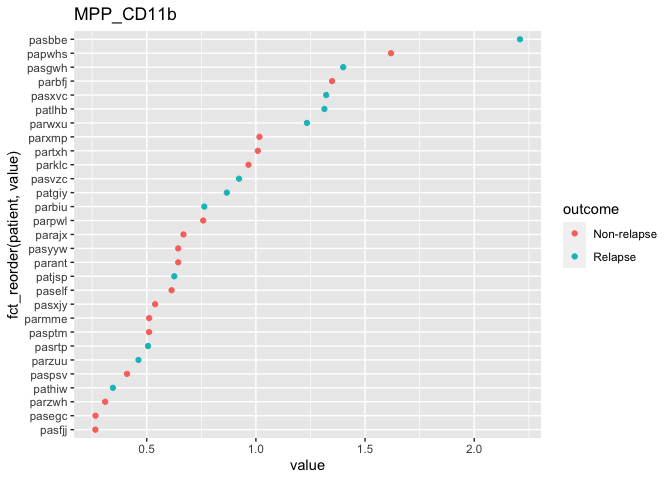 MPP_CD11b
fct_reorder(patient, value)
pasbbe
papwhs
pasgwh
parbfj
pasxvc
patlhb
parwxu
parxmp
partxh
parklc
pasvzc
patgiy
parbiu
parpwl
parajx
pasyyw
parant
patjsp
paself
pasxjy
parmme
pasptm
pasrtp
parzuu
paspsv
pathiw
parzwh
pasegc
pasfjj
0.5 1.0 1.5 2.0
value
outcome
Non-relapse
Relapse